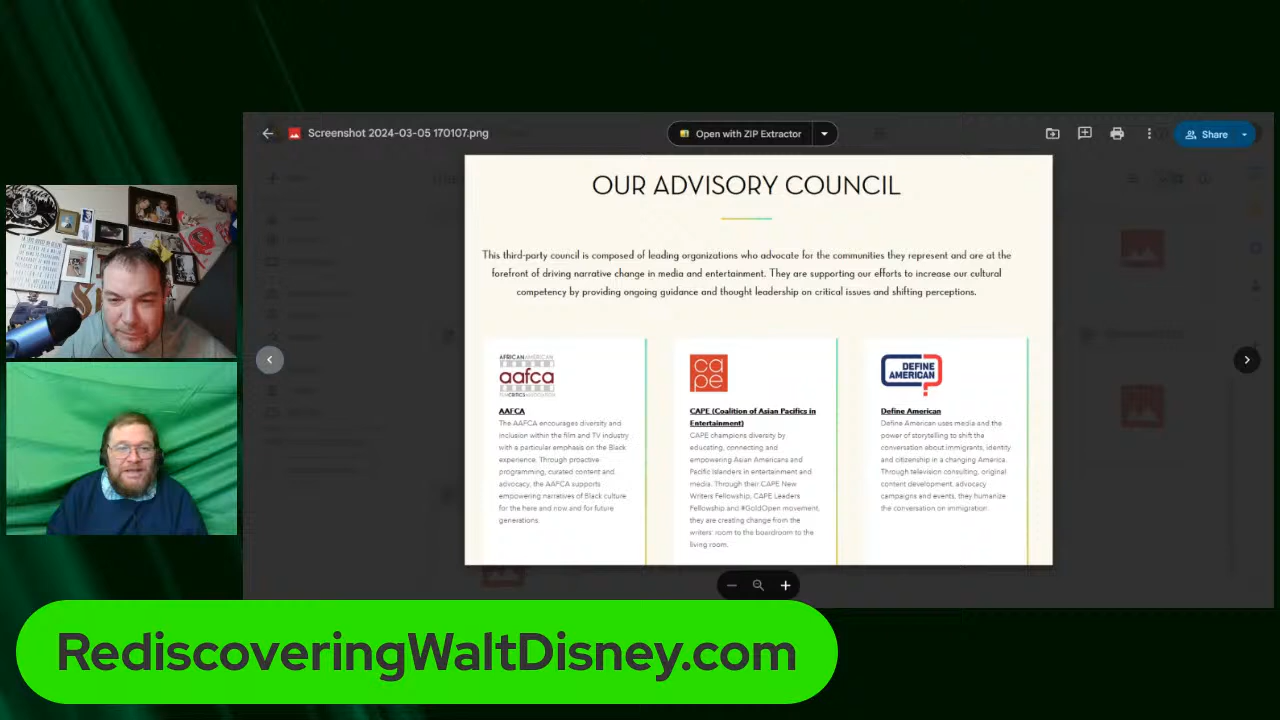 Screenshot 2024-03-05 170107.png
Open with ZIP Extractor
Share
OUR ADVISORY COUNCIL
This third-party council is composed of leading organizations who advocate for the communities they represent and are at the
forefront of driving narrative change in media and entertainment. They are supporting our efforts to increase our cultural
competency by providing ongoing guidance and thought leadership on critical issues and shifting perceptions.
AFRICAN AMERICAN
aafca
FILM CRITICS ASSOCIATION
AAFCA
The AAFCA encourages diversity and
inclusion within the film and TV industry
with a particular emphasis on the Black
experience. Through proactive
programming, curated content and
advocacy, the AAFCA supports
empowering narratives of Black culture
for the here and now and for future
generations.
cape
CAPE (Coalition of Asian Pacifics in
Entertainment)
CAPE champions diversity by
educating, connecting and
empowering Asian Americans and
Pacific Islanders in entertainment and
media. Through their CAPE New
Writers Fellowship, CAPE Leaders
Fellowship and #GoldOpen movement,
they are creating change from the
writers' room to the boardroom to the
living room.
DEFINE
AMERICAN
Define American
Define American uses media and the
power of storytelling to shift the
conversation about immigrants, identity
and citizenship in a changing America.
Through television consulting, original
content development, advocacy
campaigns and events, they humanize
the conversation on immigration.
RediscoveringWaltDisney.com